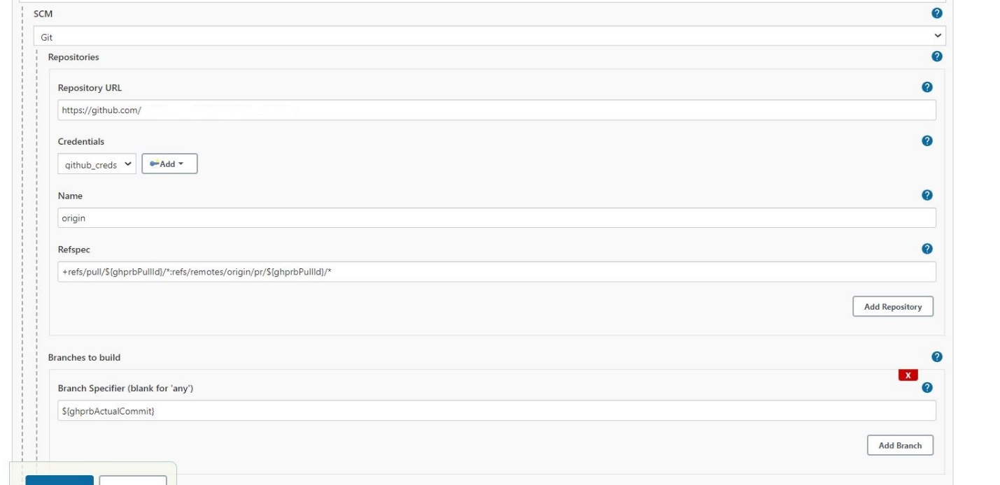 SCM
Git
Repositories
Repository URL
https://github.com/
Credentials
github_creds
Add
Name
origin
Refspec
+refs/pull/${ghprbPullId}/*:refs/remotes/origin/pr/${ghprbPullId}/*
Add Repository
Branches to build
X
Branch Specifier (blank for 'any')
${ghprbActualCommit}
Add Branch